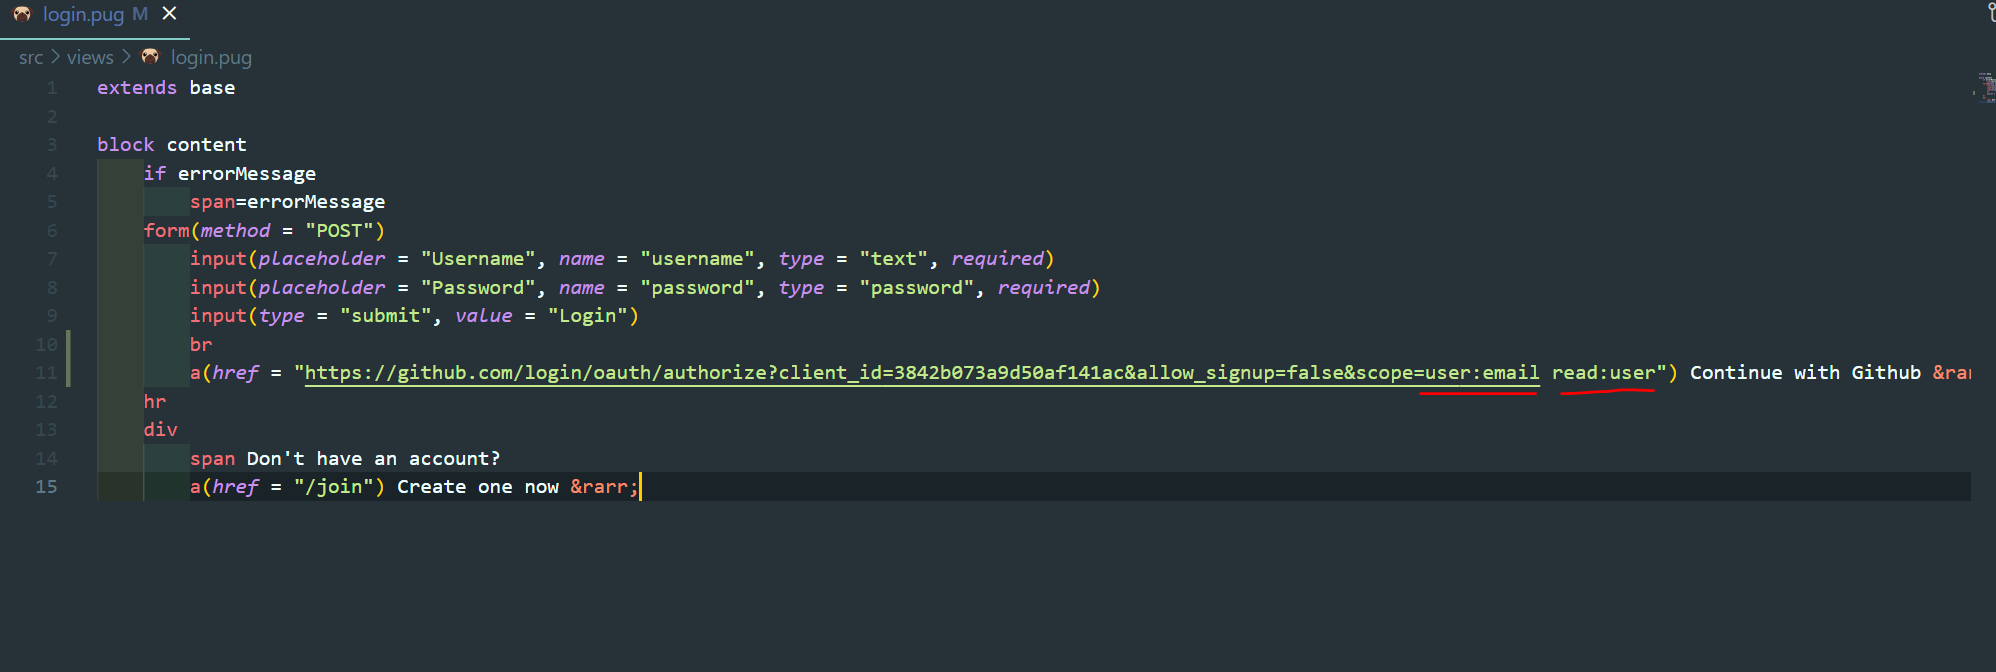 login.pug M ×
src > views > login.pug
1 extends base
2
3 block content
4 if errorMessage
5 span=errorMessage
6 form(method = "POST")
7 input(placeholder = "Username", name = "username", type = "text", required)
8 input(placeholder = "Password", name = "password", type = "password", required)
9 input(type = "submit", value = "Login")
10 br
11 a(href = "https://github.com/login/oauth/authorize?client_id=3842b073a9d50af141ac&allow_signup=false&scope=user:email read:user") Continue with Github &rar
12 hr
13 div
14 span Don't have an account?
15 a(href = "/join") Create one now &rarr;